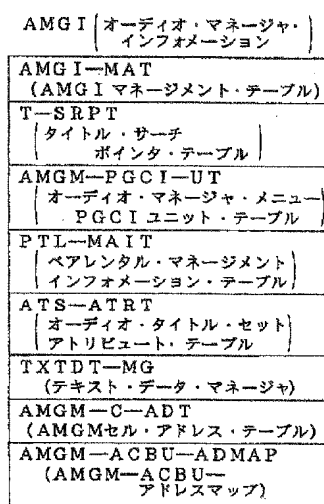 AMGI(オーディオ・マネージャ・
インフォメーション)
AMGI—MAT
(AMGIマネージメント・テーブル)
T—SRPT
(タイトル・サーチ
ポインタ・テーブル)
AMGM—PGCI—UT
(オーディオ・マネージャ・メニュー
PGCIユニット・テーブル)
PTL—MAIT
(ペアレンタル・マネージメント
インフォメーション・テーブル)
ATS—ATRT
(オーディオ・タイトル・セット
アトリビュート・テーブル)
TXTDT—MG
(テキスト・データ・マネージャ)
AMGM—C—ADT
(AMGMセル・アドレス・テーブル)
AMGM—ACBU—ADMAP
(AMGM—ACBU—
アドレスマップ)